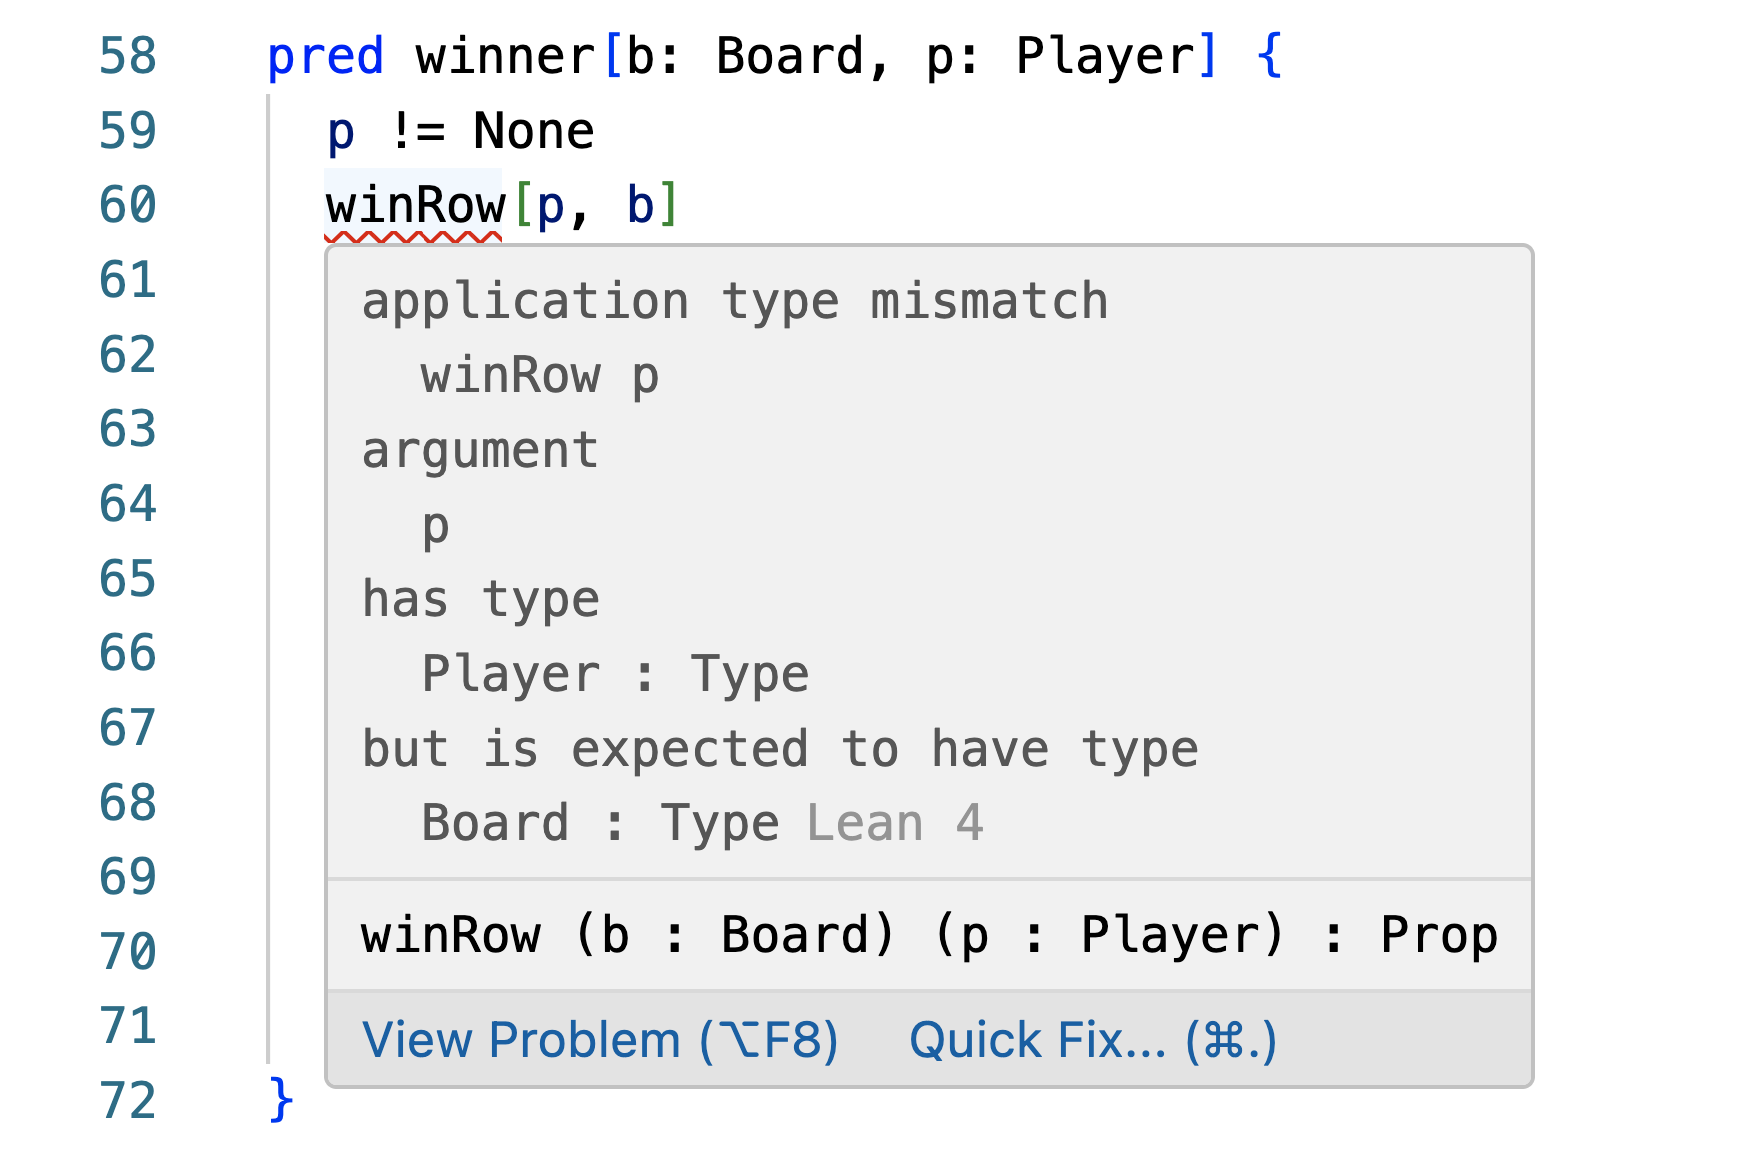 58 pred winner[b: Board, p: Player] {
59 p != None
60 winRow[p, b]
61 application type mismatch
62 winRow p
63 argument
64 p
65 has type
66 Player : Type
67 but is expected to have type
68 Board : Type Lean 4
69
70 winRow (b : Board) (p : Player) : Prop
71 View Problem (⌥F8) Quick Fix... (⌘.)
72 }